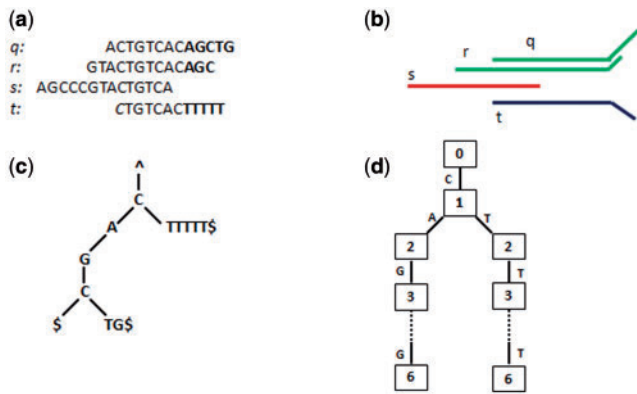 (a)
q: ACTGTCACAGCTG
r: GTACTGTCACAGC
s: AGCCCGTACTGTCA
t: CTGTCACTTTTT
(b)
q
r
s
t
(c)
^
C
A TTTTT$
G
C
$ TG$
(d)
0
C
1
A T
2 2
G T
3 3
G T
6 6